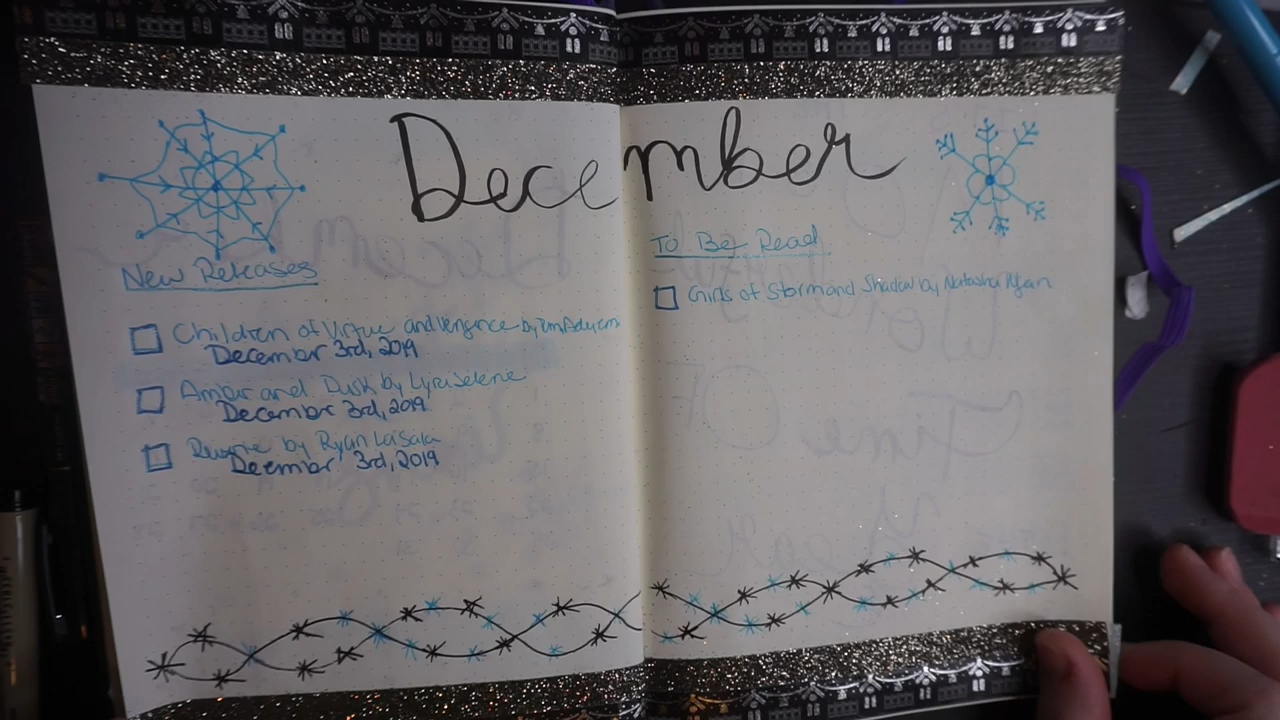 December
New Releases
Children of Virtue and Vengence by Tomi Adeyemi
December 3rd, 2019
Amber and Dusk by Lyra Selene
December 3rd, 2019
Reverie by Ryan La Sala
December 3rd, 2019
To Be Read
Girls of Storm and Shadow by Natasha Ngan